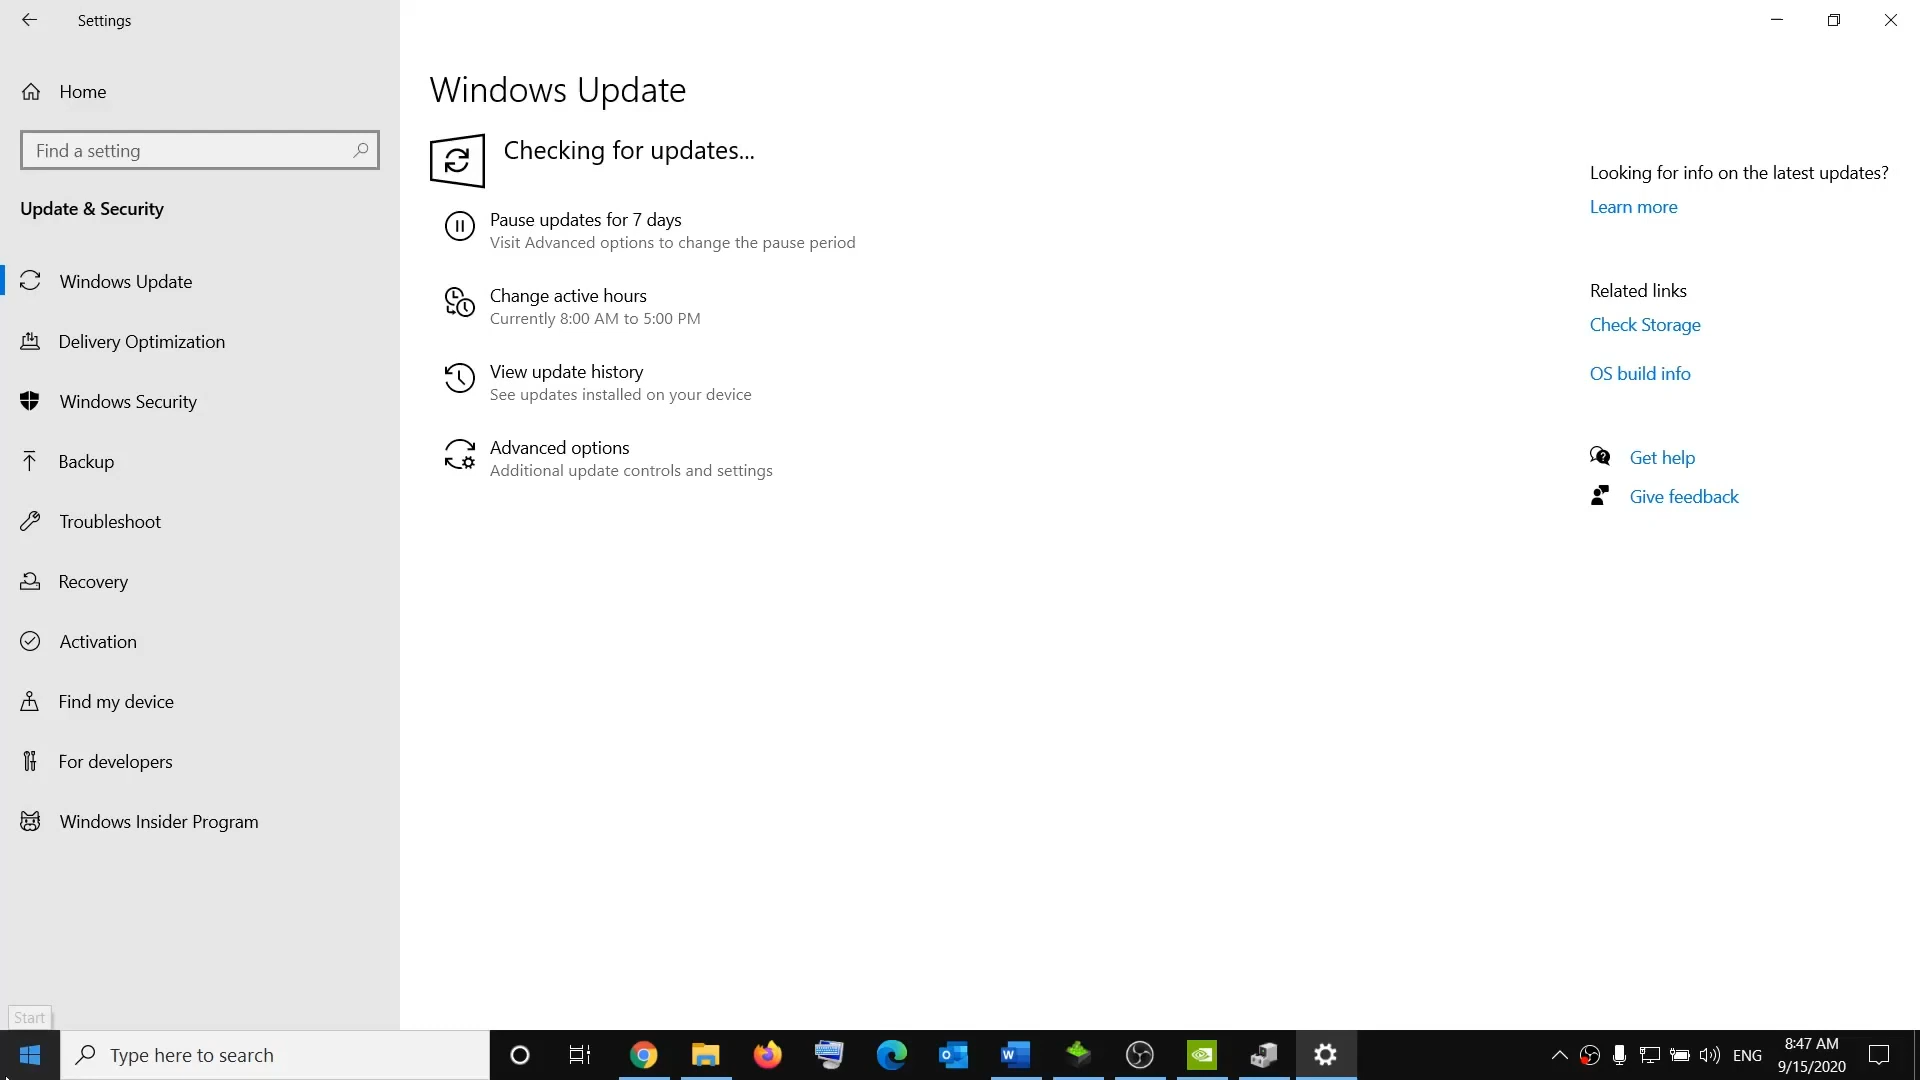 Settings
Home
Find a setting
Update & Security
Windows Update
Delivery Optimization
Windows Security
Backup
Troubleshoot
Recovery
Activation
Find my device
For developers
Windows Insider Program
Windows Update
Checking for updates...
Pause updates for 7 days
Visit Advanced options to change the pause period
Change active hours
Currently 8:00 AM to 5:00 PM
View update history
See updates installed on your device
Advanced options
Additional update controls and settings
Looking for info on the latest updates?
Learn more
Related links
Check Storage
OS build info
Get help
Give feedback
Start
Type here to search
ENG
8:47 AM
9/15/2020